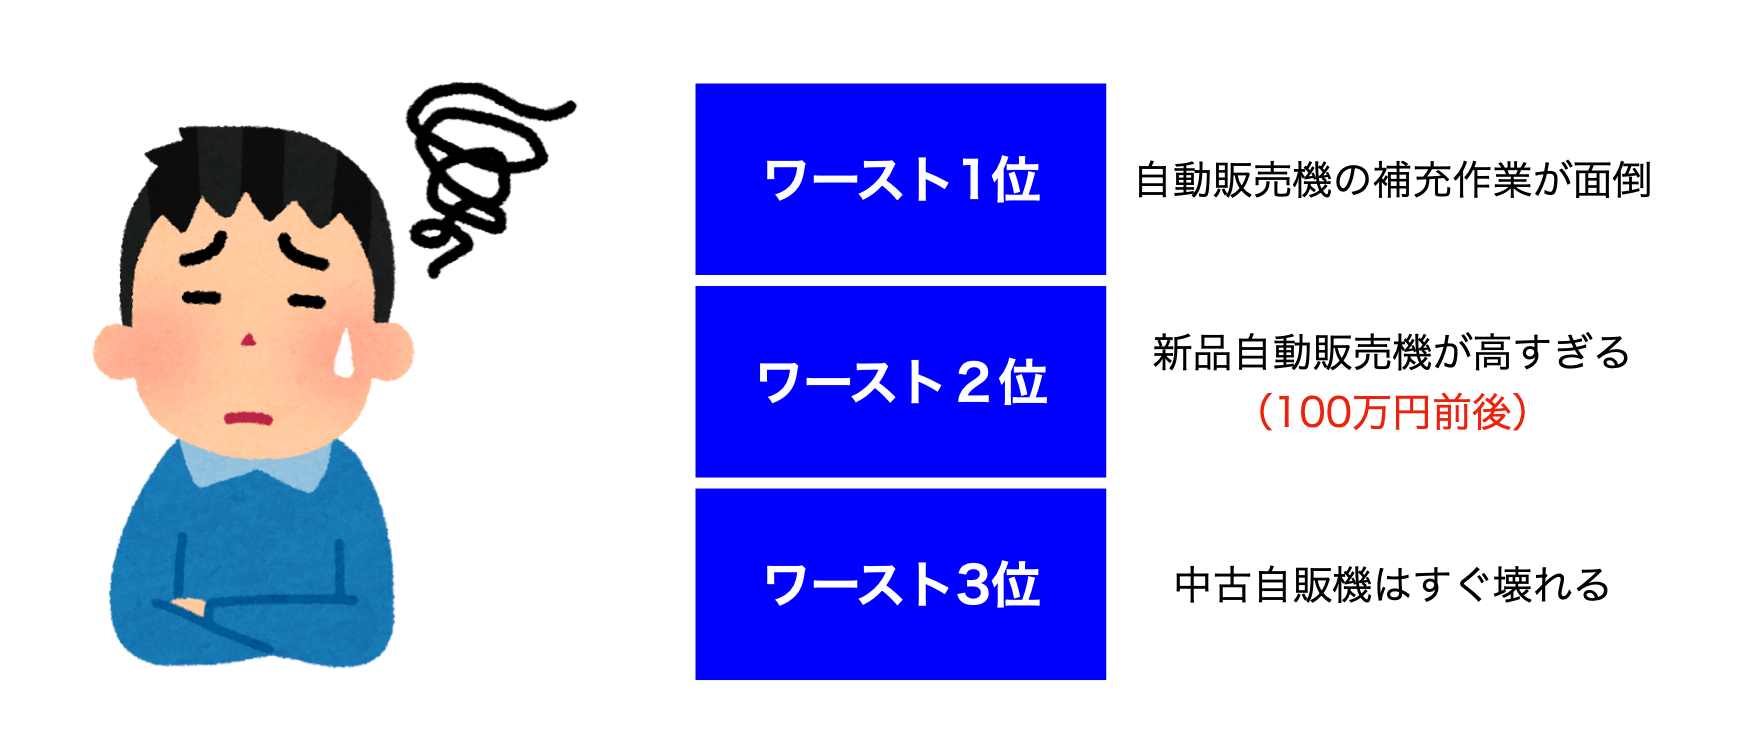 ワースト1位
自動販売機の補充作業が面倒
ワースト２位
新品自動販売機が高すぎる
（100万円前後）
ワースト3位
中古自販機はすぐ壊れる